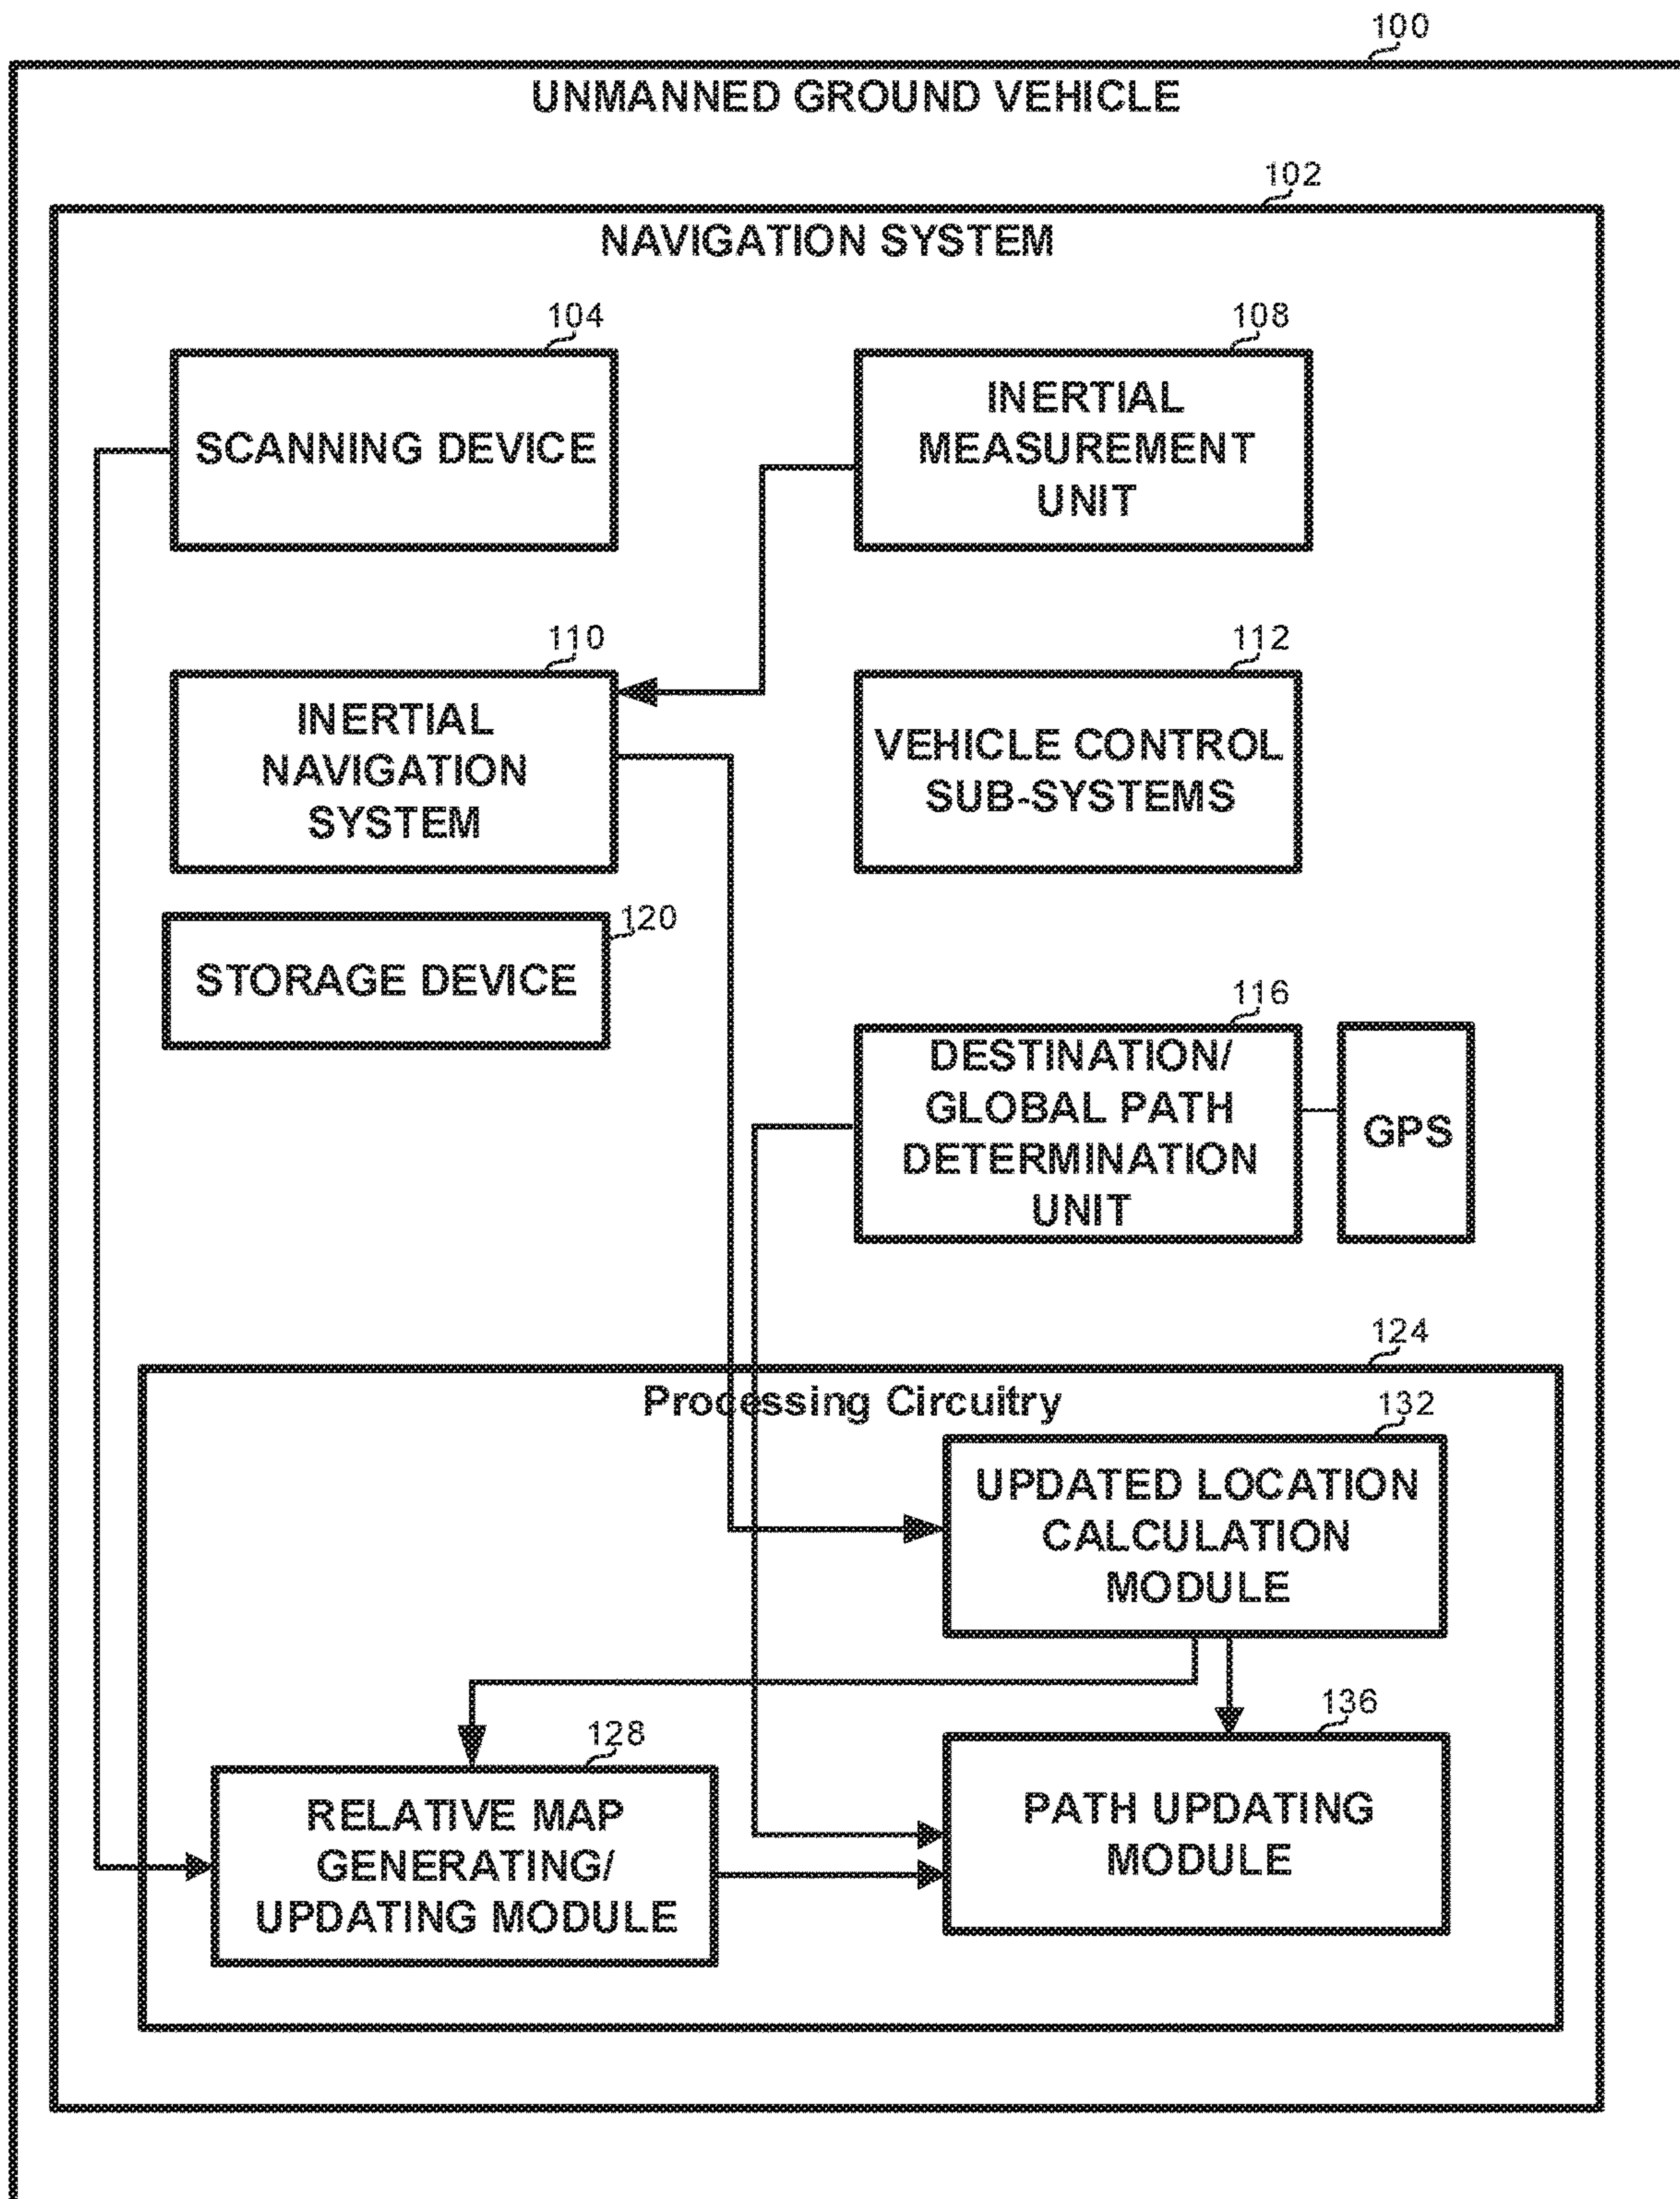 100
UNMANNED GROUND VEHICLE
102
NAVIGATION SYSTEM
104
SCANNING DEVICE
108
INERTIAL
MEASUREMENT
UNIT
110
INERTIAL
NAVIGATION
SYSTEM
112
VEHICLE CONTROL
SUB-SYSTEMS
120
STORAGE DEVICE
116
DESTINATION/
GLOBAL PATH
DETERMINATION
UNIT
GPS
124
Processing Circuitry
132
UPDATED LOCATION
CALCULATION
MODULE
128
RELATIVE MAP
GENERATING/
UPDATING MODULE
136
PATH UPDATING
MODULE